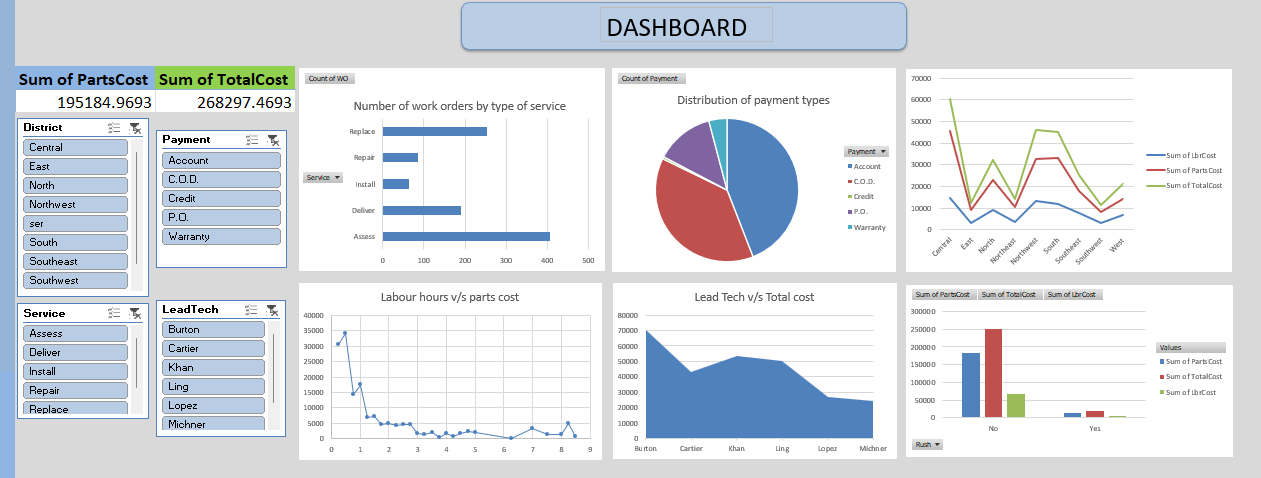 DASHBOARD
Sum of PartsCost Sum of TotalCost
195184.9693 268297.4693
District
Central
East
North
Northwest
ser
South
Southeast
Southwest
Payment
Account
C.O.D.
Credit
P.O.
Warranty
Service
Assess
Deliver
Install
Repair
Replace
LeadTech
Burton
Cartier
Khan
Ling
Lopez
Michner
Count of WO
Number of work orders by type of service
Service
Replace
Repair
Install
Deliver
Assess
0 100 200 300 400 500
Count of Payment
Distribution of payment types
Payment
Account
C.O.D.
Credit
P.O.
Warranty
70000
60000
50000
40000
30000
20000
10000
0
Central East North Northeast Northwest South Southeast Southwest West
Sum of LbrCost
Sum of PartsCost
Sum of TotalCost
Labour hours v/s parts cost
40000
35000
30000
25000
20000
15000
10000
5000
0
0 1 2 3 4 5 6 7 8 9
Lead Tech v/s Total cost
80000
70000
60000
50000
40000
30000
20000
10000
0
Burton Cartier Khan Ling Lopez Michner
Sum of PartsCost Sum of TotalCost Sum of LbrCost
300000
250000
200000
150000
100000
50000
0
No Yes
Values
Sum of PartsCost
Sum of TotalCost
Sum of LbrCost
Rush